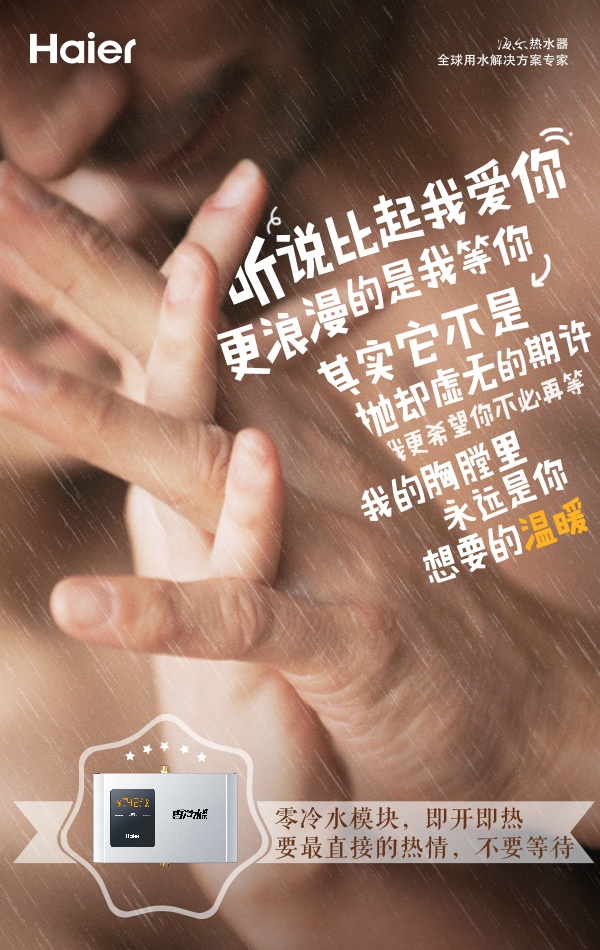 Haier
海尔热水器
全球用水解决方案专家
听说比起我爱你
更浪漫的是我等你
其实它不是
抛却虚无的期许
我更希望你不必再等
我的胸膛里
永远是你
想要的温暖
Haier
零冷水模块
零冷水模块，即开即热
要最直接的热情，不要等待